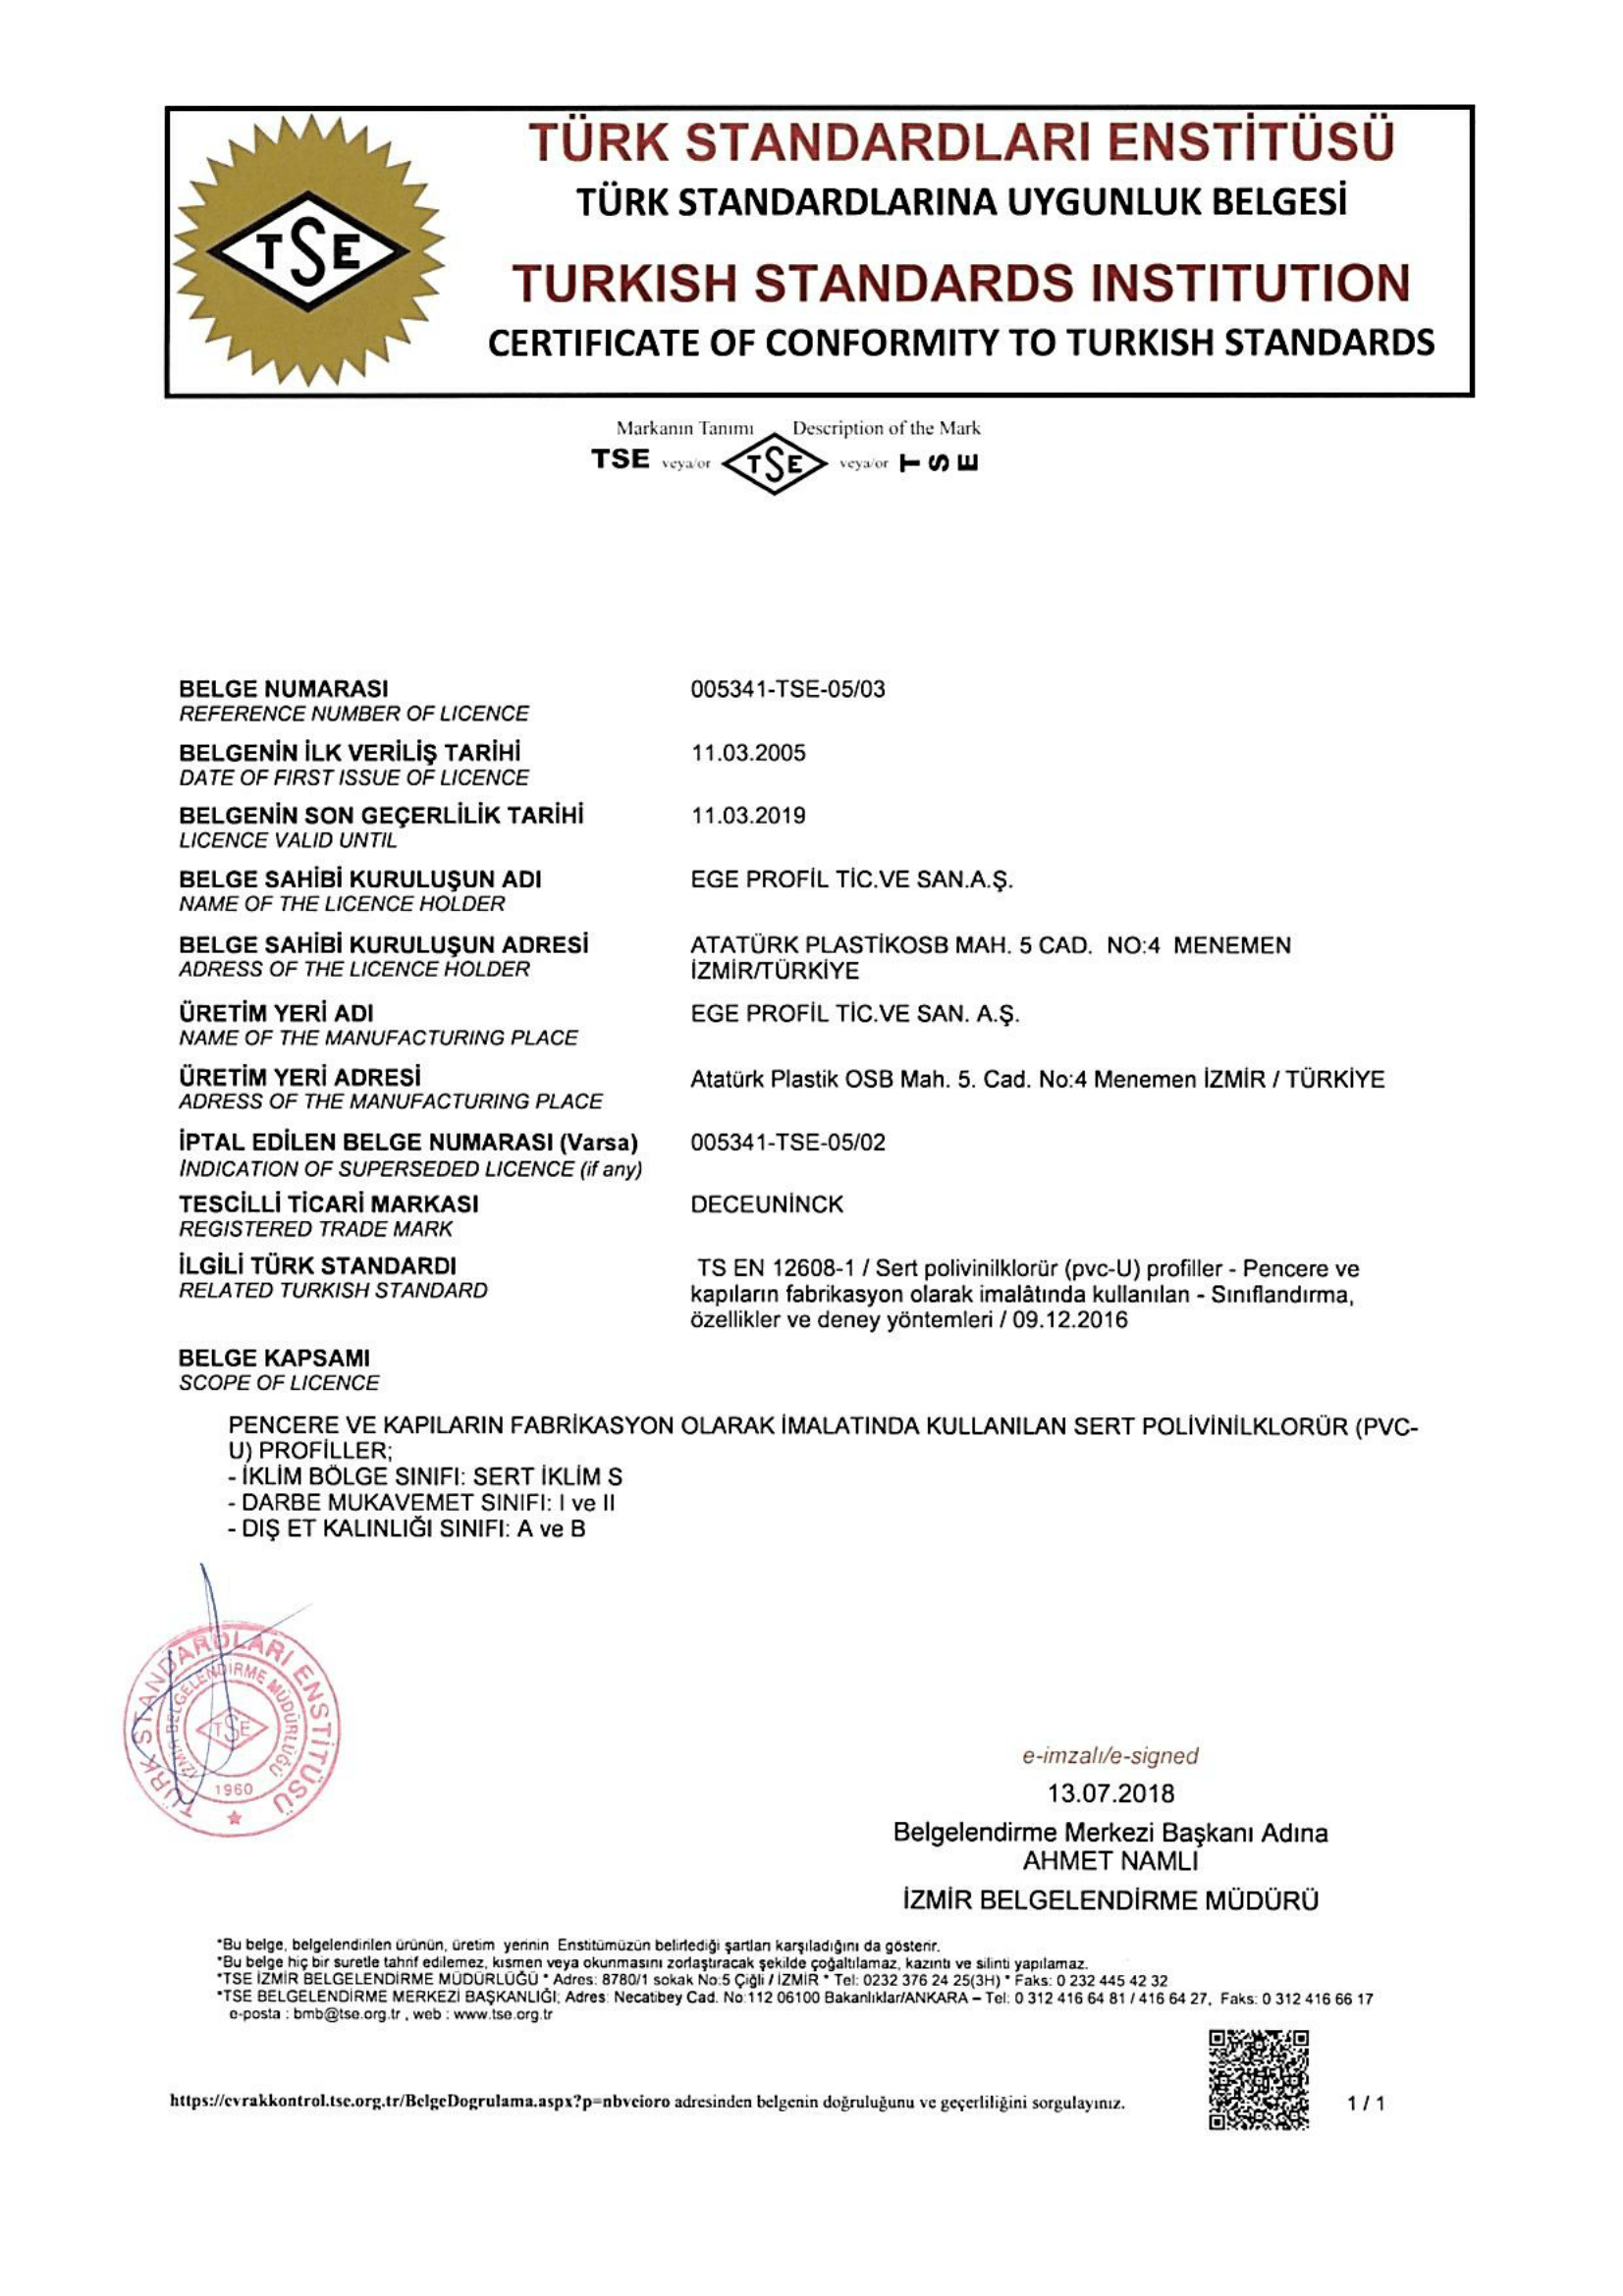 TSE
TÜRK STANDARDLARI ENSTİTÜSÜ
TÜRK STANDARDLARINA UYGUNLUK BELGESİ
TURKISH STANDARDS INSTITUTION
CERTIFICATE OF CONFORMITY TO TURKISH STANDARDS
Markanın Tanımı Description of the Mark
TSE veya/or TSE veya/or TSE
BELGE NUMARASI 005341-TSE-05/03
REFERENCE NUMBER OF LICENCE
BELGENİN İLK VERİLİŞ TARİHİ 11.03.2005
DATE OF FIRST ISSUE OF LICENCE
BELGENİN SON GEÇERLİLİK TARİHİ 11.03.2019
LICENCE VALID UNTIL
BELGE SAHİBİ KURULUŞUN ADI EGE PROFİL TİC.VE SAN.A.Ş.
NAME OF THE LICENCE HOLDER
BELGE SAHİBİ KURULUŞUN ADRESİ ATATÜRK PLASTİKOSB MAH. 5 CAD. NO:4 MENEMEN
ADRESS OF THE LICENCE HOLDER İZMİR/TÜRKİYE
ÜRETİM YERİ ADI EGE PROFİL TİC.VE SAN. A.Ş.
NAME OF THE MANUFACTURING PLACE
ÜRETİM YERİ ADRESİ Atatürk Plastik OSB Mah. 5. Cad. No:4 Menemen İZMİR / TÜRKİYE
ADRESS OF THE MANUFACTURING PLACE
İPTAL EDİLEN BELGE NUMARASI (Varsa) 005341-TSE-05/02
INDICATION OF SUPERSEDED LICENCE (if any)
TESCİLLİ TİCARİ MARKASI DECEUNİNCK
REGISTERED TRADE MARK
İLGİLİ TÜRK STANDARDI TS EN 12608-1 / Sert polivinilklorür (pvc-U) profiller - Pencere ve
RELATED TURKISH STANDARD kapıların fabrikasyon olarak imalâtında kullanılan - Sınıflandırma,
özellikler ve deney yöntemleri / 09.12.2016
BELGE KAPSAMI
SCOPE OF LICENCE
PENCERE VE KAPILARIN FABRİKASYON OLARAK İMALATINDA KULLANILAN SERT POLİVİNİLKLORÜR (PVC-
U) PROFİLLER;
- İKLİM BÖLGE SINIFI: SERT İKLİM S
- DARBE MUKAVEMET SINIFI: I ve II
- DIŞ ET KALINLIĞI SINIFI: A ve B
TÜRK STANDARDLARI ENSTİTÜSÜ
İZMİR BELGELENDİRME MÜDÜRLÜĞÜ
TSE
1960
e-imzalı/e-signed
13.07.2018
Belgelendirme Merkezi Başkanı Adına
AHMET NAMLI
İZMİR BELGELENDİRME MÜDÜRÜ
*Bu belge, belgelendirilen ürünün, üretim yerinin Enstitümüzün belirlediği şartları karşıladığını da gösterir.
*Bu belge hiç bir suretle tahrif edilemez, kısmen veya okunmasını zorlaştıracak şekilde çoğaltılamaz, kazıntı ve silinti yapılamaz.
*TSE İZMİR BELGELENDİRME MÜDÜRLÜĞÜ * Adres: 8780/1 sokak No:5 Çiğli / İZMİR * Tel: 0232 376 24 25(3H) * Faks: 0 232 445 42 32
*TSE BELGELENDİRME MERKEZİ BAŞKANLIĞI; Adres: Necatibey Cad. No:112 06100 Bakanlıklar/ANKARA – Tel: 0 312 416 64 81 / 416 64 27, Faks: 0 312 416 66 17
e-posta : bmb@tse.org.tr , web : www.tse.org.tr
https://evrakkontrol.tse.org.tr/BelgeDogrulama.aspx?p=nbvcioro adresinden belgenin doğruluğunu ve geçerliliğini sorgulayınız.
1 / 1